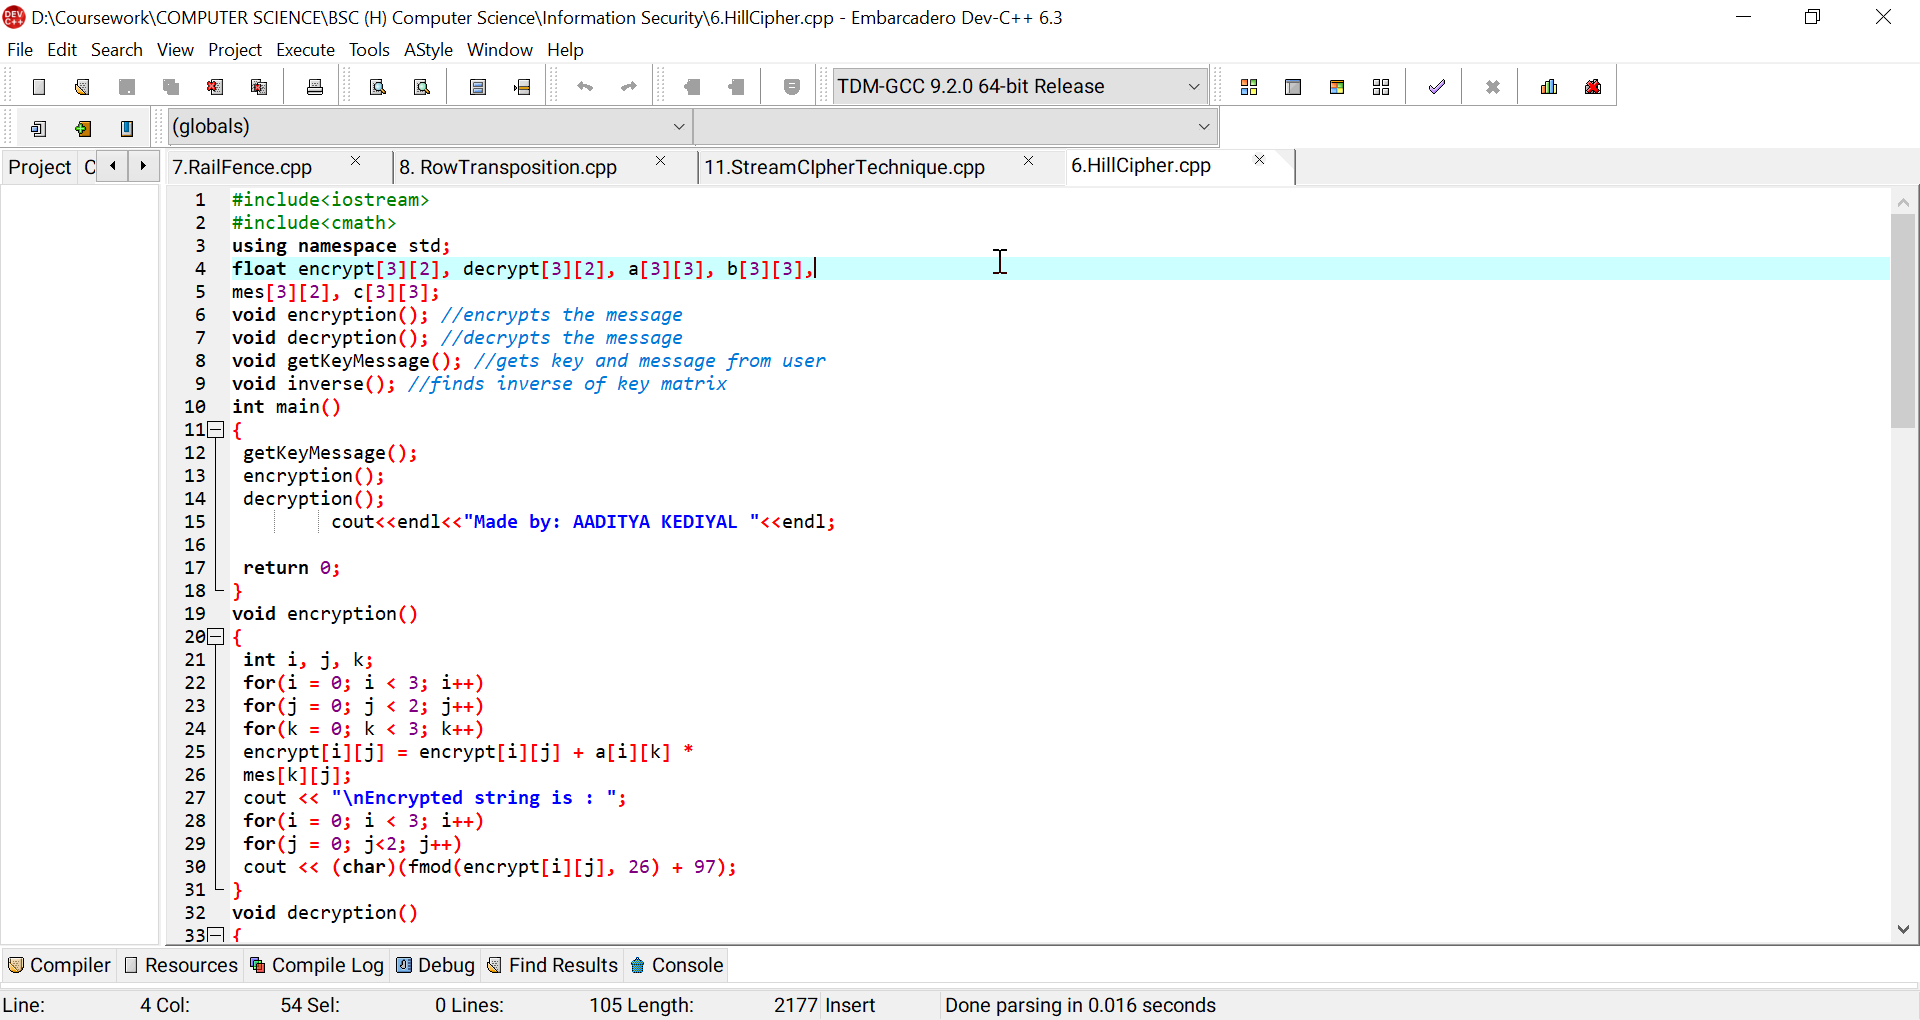 D:\Coursework\COMPUTER SCIENCE\BSC (H) Computer Science\Information Security\6.HillCipher.cpp - Embarcadero Dev-C++ 6.3
File Edit Search View Project Execute Tools AStyle Window Help
TDM-GCC 9.2.0 64-bit Release
(globals)
Project C 7.RailFence.cpp 8. RowTransposition.cpp 11.StreamCIpherTechnique.cpp 6.HillCipher.cpp
1 #include<iostream>
2 #include<cmath>
3 using namespace std;
4 float encrypt[3][2], decrypt[3][2], a[3][3], b[3][3],
5 mes[3][2], c[3][3];
6 void encryption(); //encrypts the message
7 void decryption(); //decrypts the message
8 void getKeyMessage(); //gets key and message from user
9 void inverse(); //finds inverse of key matrix
10 int main()
11 {
12 getKeyMessage();
13 encryption();
14 decryption();
15 cout<<endl<<"Made by: AADITYA KEDIYAL "<<endl;
16
17 return 0;
18 }
19 void encryption()
20 {
21 int i, j, k;
22 for(i = 0; i < 3; i++)
23 for(j = 0; j < 2; j++)
24 for(k = 0; k < 3; k++)
25 encrypt[i][j] = encrypt[i][j] + a[i][k] *
26 mes[k][j];
27 cout << "\nEncrypted string is : ";
28 for(i = 0; i < 3; i++)
29 for(j = 0; j<2; j++)
30 cout << (char)(fmod(encrypt[i][j], 26) + 97);
31 }
32 void decryption()
33 {
Compiler Resources Compile Log Debug Find Results Console
Line: 4 Col: 54 Sel: 0 Lines: 105 Length: 2177 Insert Done parsing in 0.016 seconds